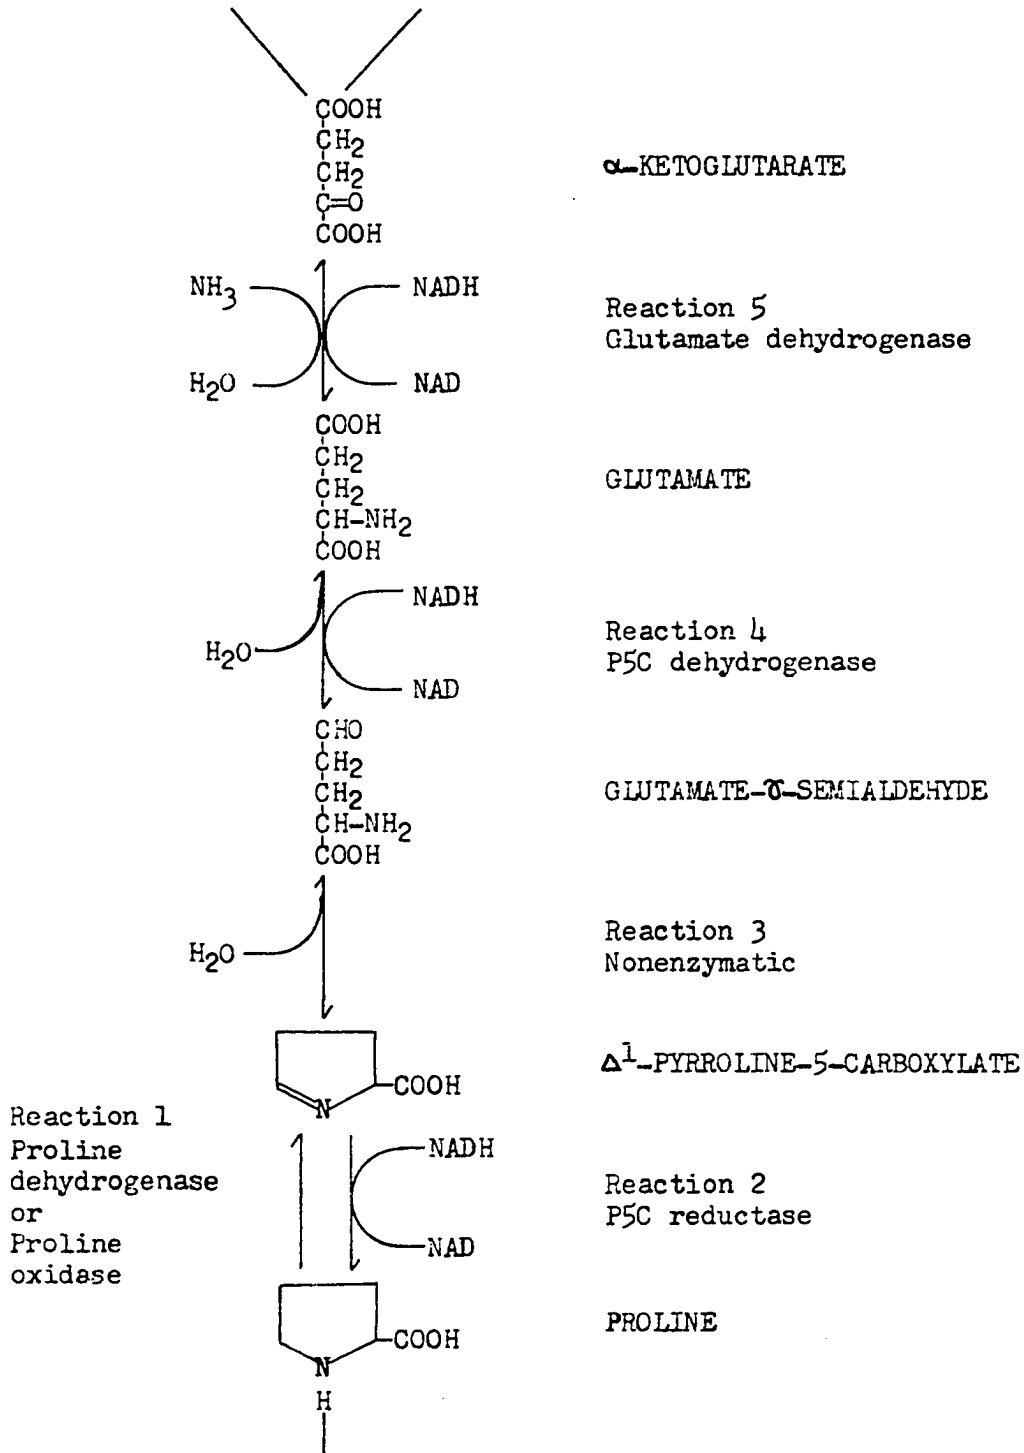 COOH
CH2
CH2
C=O
COOH
α-KETOGLUTARATE
NH3
NADH
H2O
NAD
Reaction 5
Glutamate dehydrogenase
COOH
CH2
CH2
CH-NH2
COOH
GLUTAMATE
NADH
H2O
NAD
Reaction 4
P5C dehydrogenase
CHO
CH2
CH2
CH-NH2
COOH
GLUTAMATE-γ-SEMIALDEHYDE
H2O
Reaction 3
Nonenzymatic
COOH
N
Δ1-PYRROLINE-5-CARBOXYLATE
Reaction 1
Proline
dehydrogenase
or
Proline
oxidase
NADH
NAD
Reaction 2
P5C reductase
COOH
N
H
PROLINE